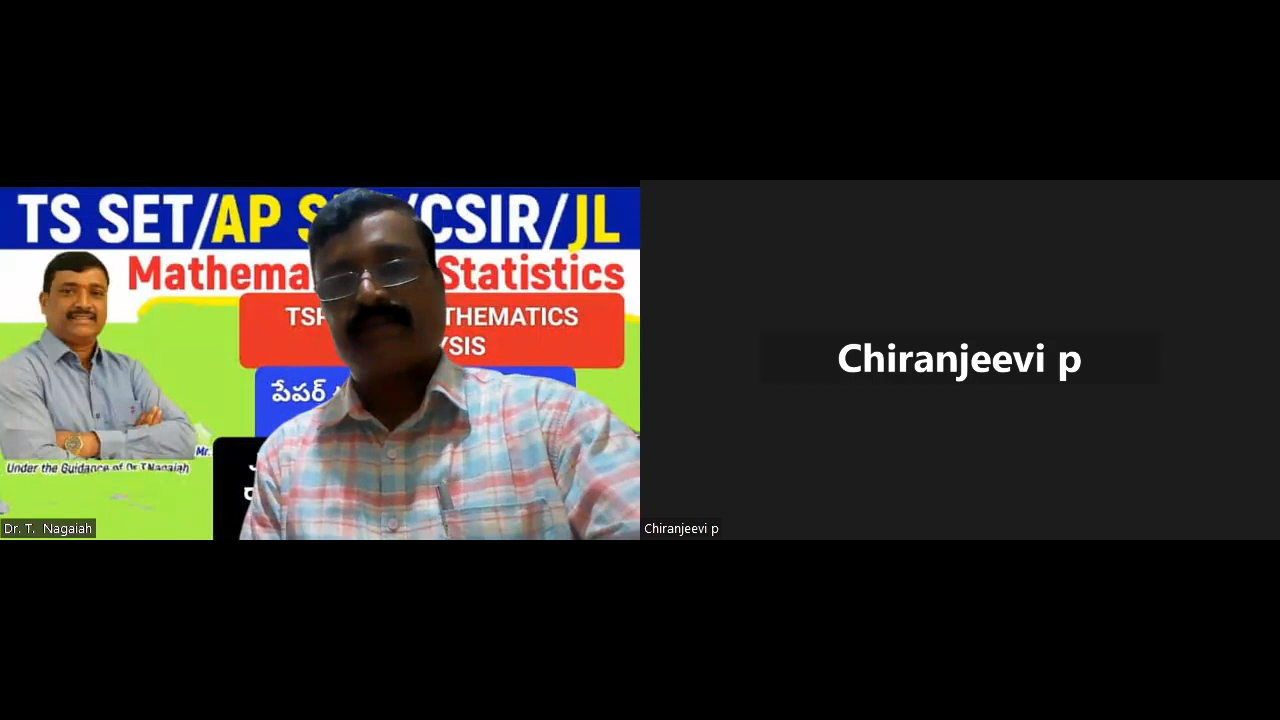 TS SET/AP S /CSIR/JL
Mathema Statistics
TSP THEMATICS
YSIS
పేపర్
Mr.
Under the Guidance of Dr T Nagaiah
Dr. T. Nagaiah
Chiranjeevi p
Chiranjeevi p